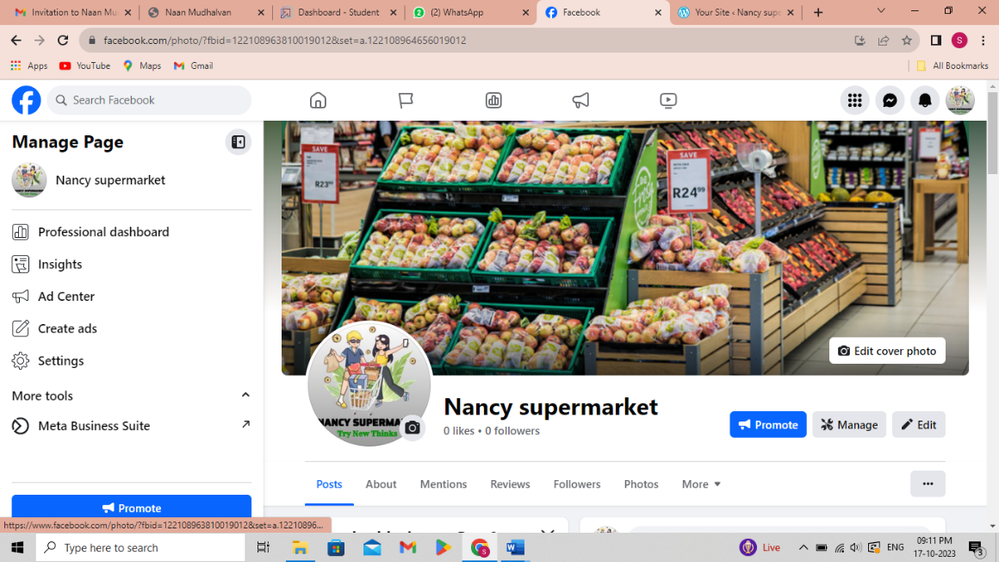 Invitation to Naan Mu
Naan Mudhalvan
Dashboard - Student
(2) WhatsApp
Facebook
Your Site ‹ Nancy supe
facebook.com/photo/?fbid=122108963810019012&set=a.122108964656019012
S
Apps
YouTube
Maps
Gmail
All Bookmarks
Search Facebook
Manage Page
Nancy supermarket
Professional dashboard
Insights
Ad Center
Create ads
Settings
More tools
Meta Business Suite
Promote
SAVE
R23
SAVE
R24⁹⁹
Edit cover photo
NANCY SUPERMA
Try New Thinks
Nancy supermarket
0 likes • 0 followers
Promote
Manage
Edit
Posts
About
Mentions
Reviews
Followers
Photos
More
https://www.facebook.com/photo/?fbid=122108963810019012&set=a.12210896...
Type here to search
Live
ENG
09:11 PM
17-10-2023
3